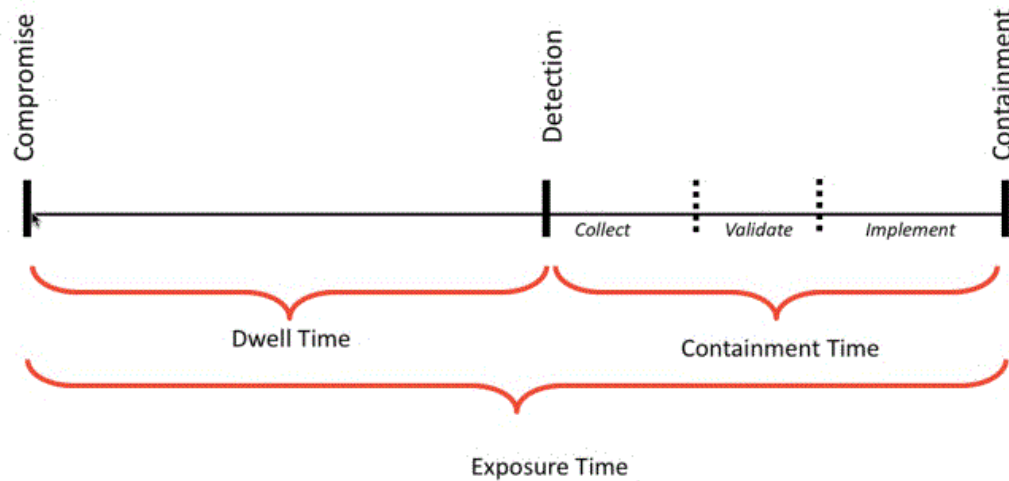 Compromise
Detection
Containment
Collect
Validate
Implement
Dwell Time
Containment Time
Exposure Time